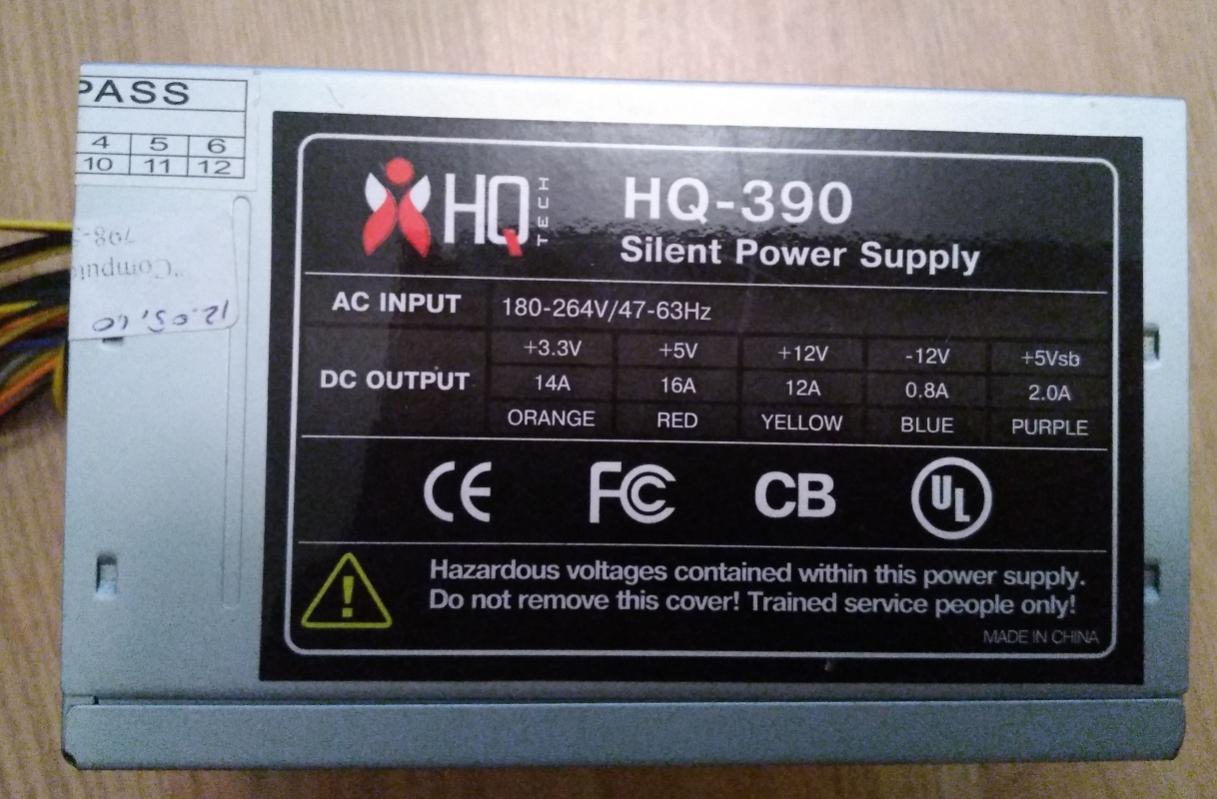 PASS
4 5 6
10 11 12
12.05.10
HQ TECH
HQ-390
Silent Power Supply
AC INPUT 180-264V/47-63Hz
DC OUTPUT
+3.3V +5V +12V -12V +5Vsb
14A 16A 12A 0.8A 2.0A
ORANGE RED YELLOW BLUE PURPLE
CE FC CB UL
Hazardous voltages contained within this power supply.
Do not remove this cover! Trained service people only!
MADE IN CHINA